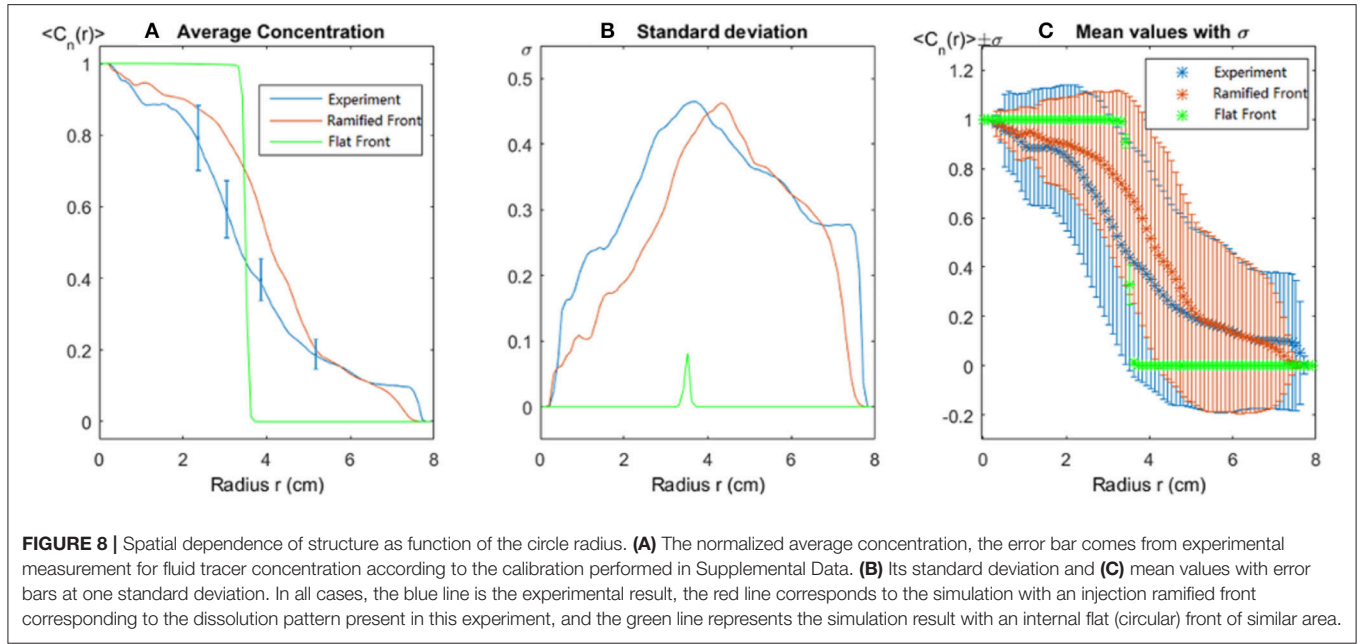 A Average Concentration
<C_n(r)>
1
0.8
0.6
0.4
0.2
0
0 2 4 6 8
Radius r (cm)
Experiment
Ramified Front
Flat Front
B Standard deviation
σ
0.5
0.4
0.3
0.2
0.1
0
0 2 4 6 8
Radius r (cm)
C Mean values with σ
<C_n(r)>±σ
1.2
1
0.8
0.6
0.4
0.2
0
-0.2
0 2 4 6 8
Radius r (cm)
Experiment
Ramified Front
Flat Front
FIGURE 8 | Spatial dependence of structure as function of the circle radius. (A) The normalized average concentration, the error bar comes from experimental
measurement for fluid tracer concentration according to the calibration performed in Supplemental Data. (B) Its standard deviation and (C) mean values with error
bars at one standard deviation. In all cases, the blue line is the experimental result, the red line corresponds to the simulation with an injection ramified front
corresponding to the dissolution pattern present in this experiment, and the green line represents the simulation result with an internal flat (circular) front of similar area.